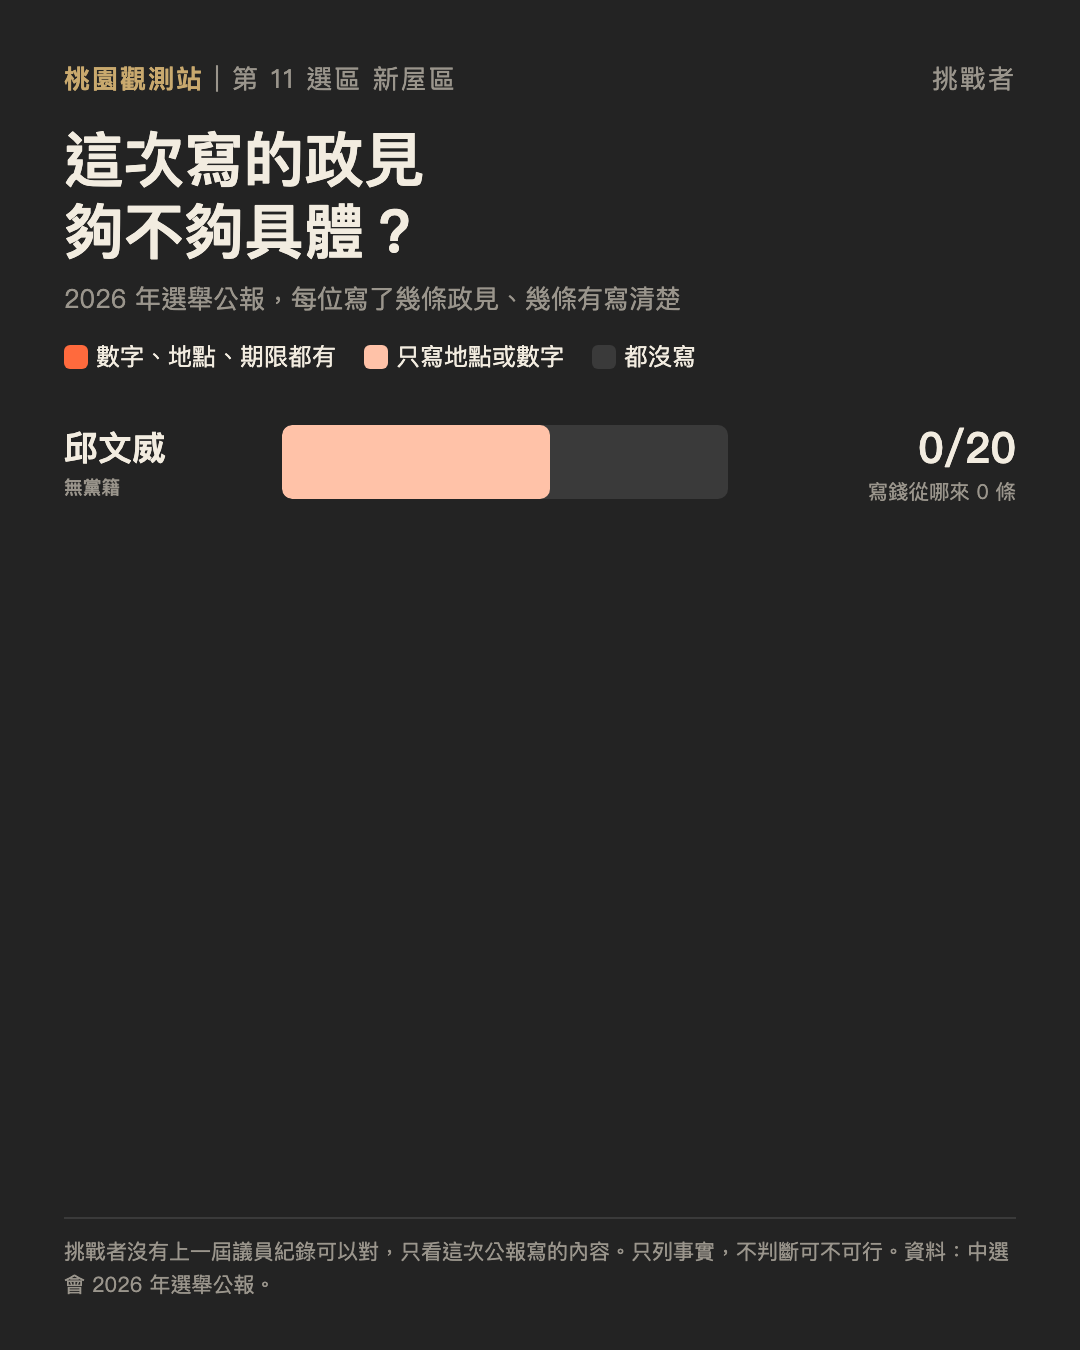 桃園觀測站｜第 11 選區 新屋區
挑戰者
這次寫的政見
夠不夠具體？
2026 年選舉公報，每位寫了幾條政見、幾條有寫清楚
數字、地點、期限都有 只寫地點或數字 都沒寫
邱文威
無黨籍
0/20
寫錢從哪來 0 條
挑戰者沒有上一屆議員紀錄可以對，只看這次公報寫的內容。只列事實，不判斷可不可行。資料：中選
會 2026 年選舉公報。